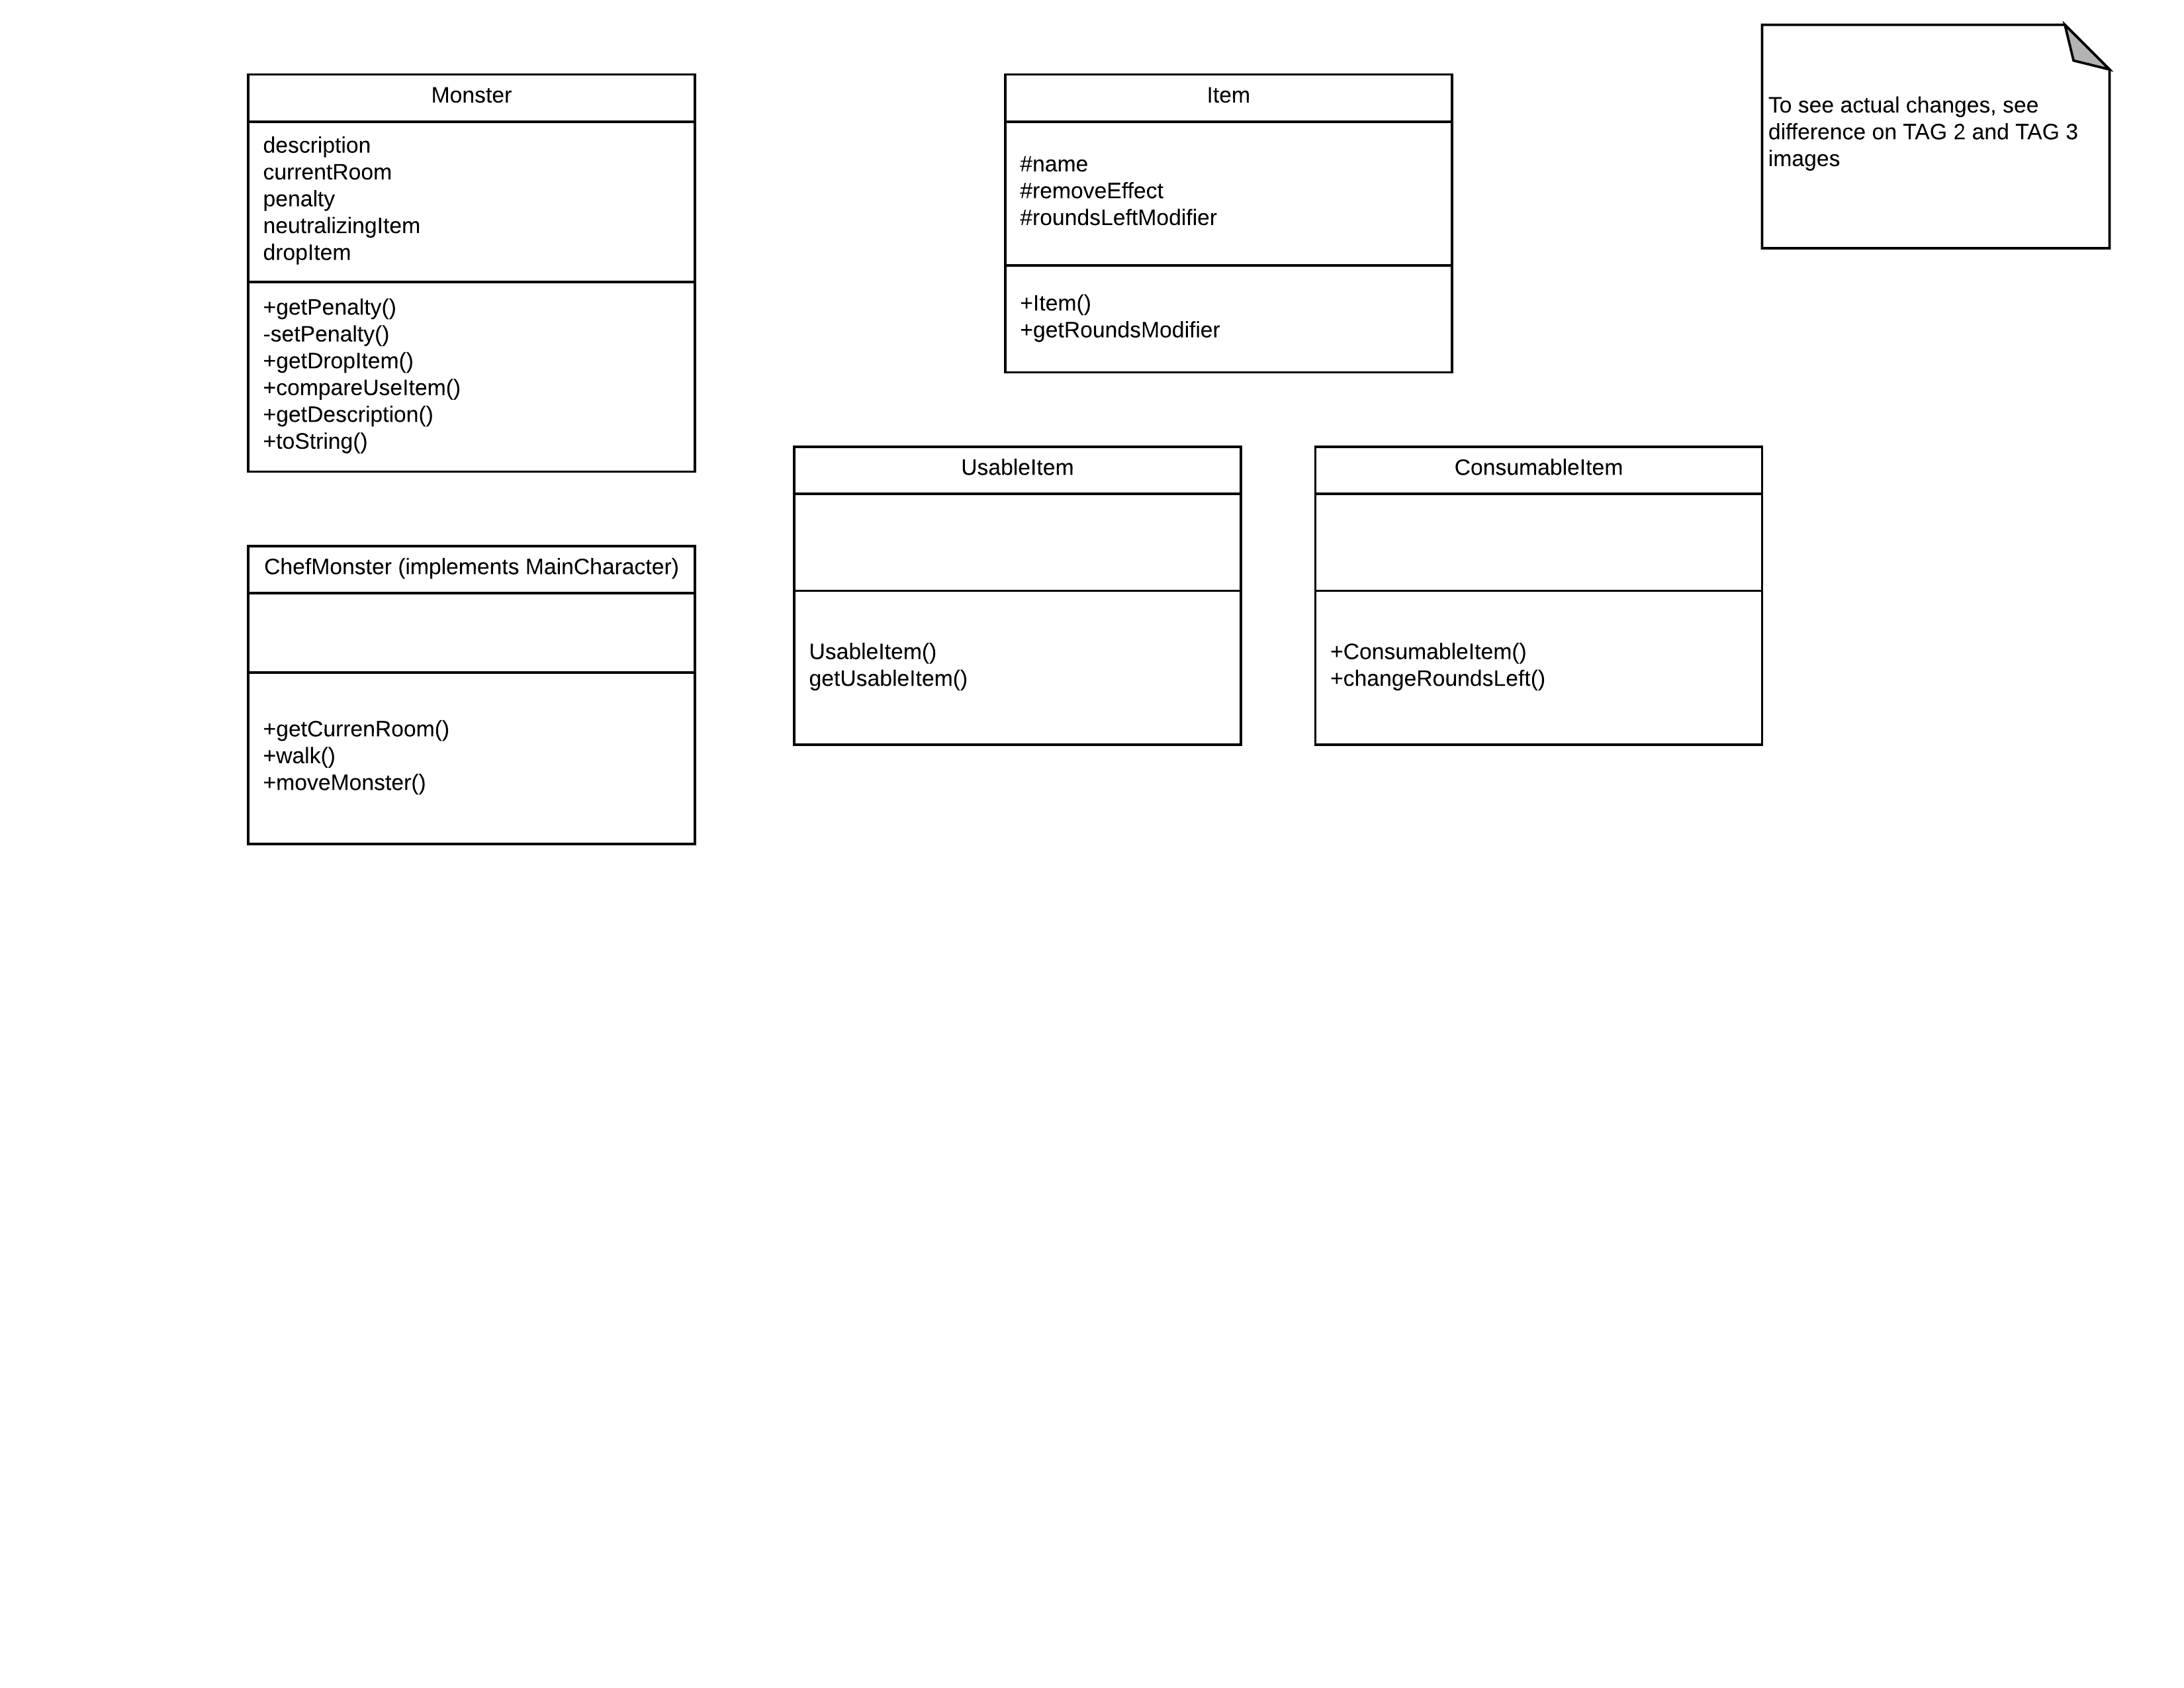 Monster
description
currentRoom
penalty
neutralizingItem
dropItem
+getPenalty()
-setPenalty()
+getDropItem()
+compareUseItem()
+getDescription()
+toString()
ChefMonster (implements MainCharacter)
+getCurrenRoom()
+walk()
+moveMonster()
Item
#name
#removeEffect
#roundsLeftModifier
+Item()
+getRoundsModifier
UsableItem
UsableItem()
getUsableItem()
ConsumableItem
+ConsumableItem()
+changeRoundsLeft()
To see actual changes, see
difference on TAG 2 and TAG 3
images